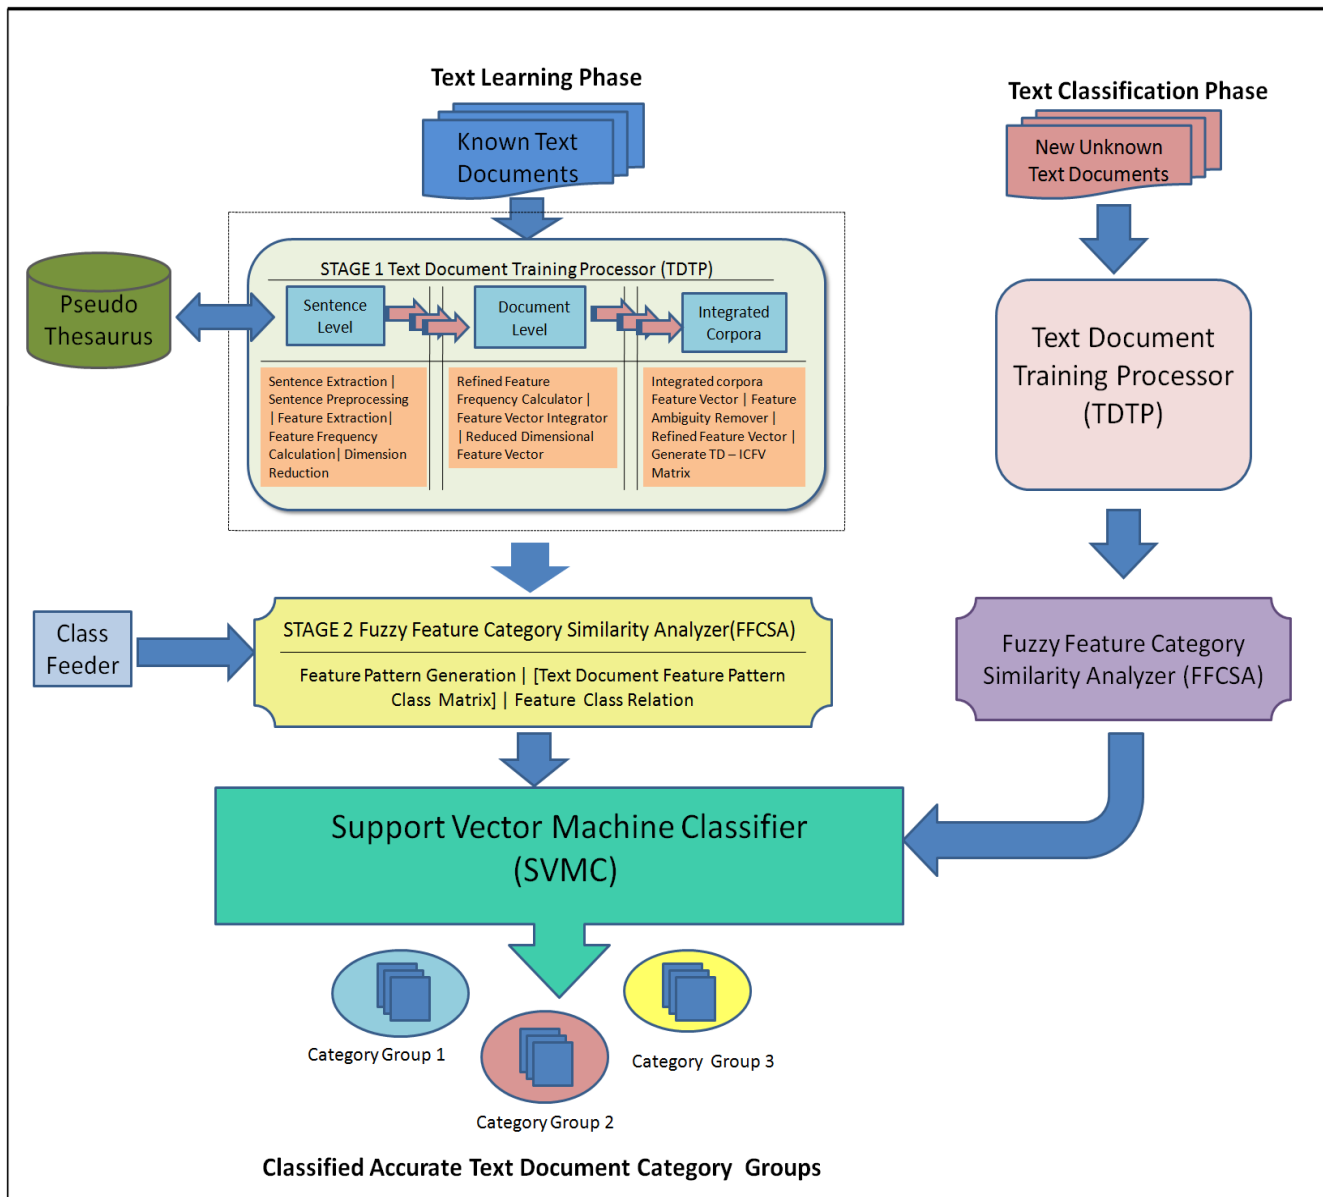 Text Learning Phase
Known Text
Documents
Text Classification Phase
New Unknown
Text Documents
Pseudo
Thesaurus
STAGE 1 Text Document Training Processor (TDTP)
Sentence
Level
Document
Level
Integrated
Corpora
Sentence Extraction |
Sentence Preprocessing
| Feature Extraction|
Feature Frequency
Calculation| Dimension
Reduction
Refined Feature
Frequency Calculator |
Feature Vector Integrator
| Reduced Dimensional
Feature Vector
Integrated corpora
Feature Vector | Feature
Ambiguity Remover |
Refined Feature Vector |
Generate TD – ICFV
Matrix
Text Document
Training Processor
(TDTP)
Class
Feeder
STAGE 2 Fuzzy Feature Category Similarity Analyzer(FFCSA)
Feature Pattern Generation | [Text Document Feature Pattern
Class Matrix] | Feature Class Relation
Fuzzy Feature Category
Similarity Analyzer (FFCSA)
Support Vector Machine Classifier
(SVMC)
Category Group 1
Category Group 2
Category Group 3
Classified Accurate Text Document Category Groups